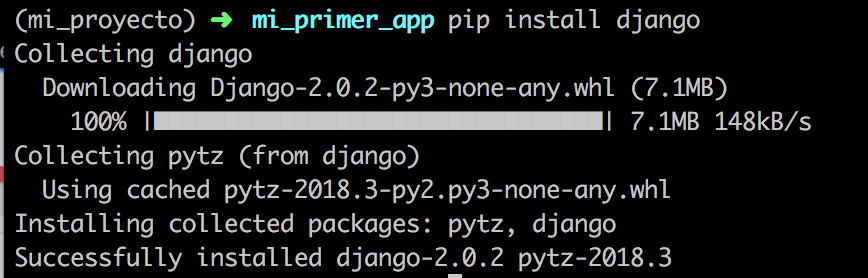 (mi_proyecto) ➜ mi_primer_app pip install django
Collecting django
Downloading Django-2.0.2-py3-none-any.whl (7.1MB)
100% |████████████████████████████████| 7.1MB 148kB/s
Collecting pytz (from django)
Using cached pytz-2018.3-py2.py3-none-any.whl
Installing collected packages: pytz, django
Successfully installed django-2.0.2 pytz-2018.3